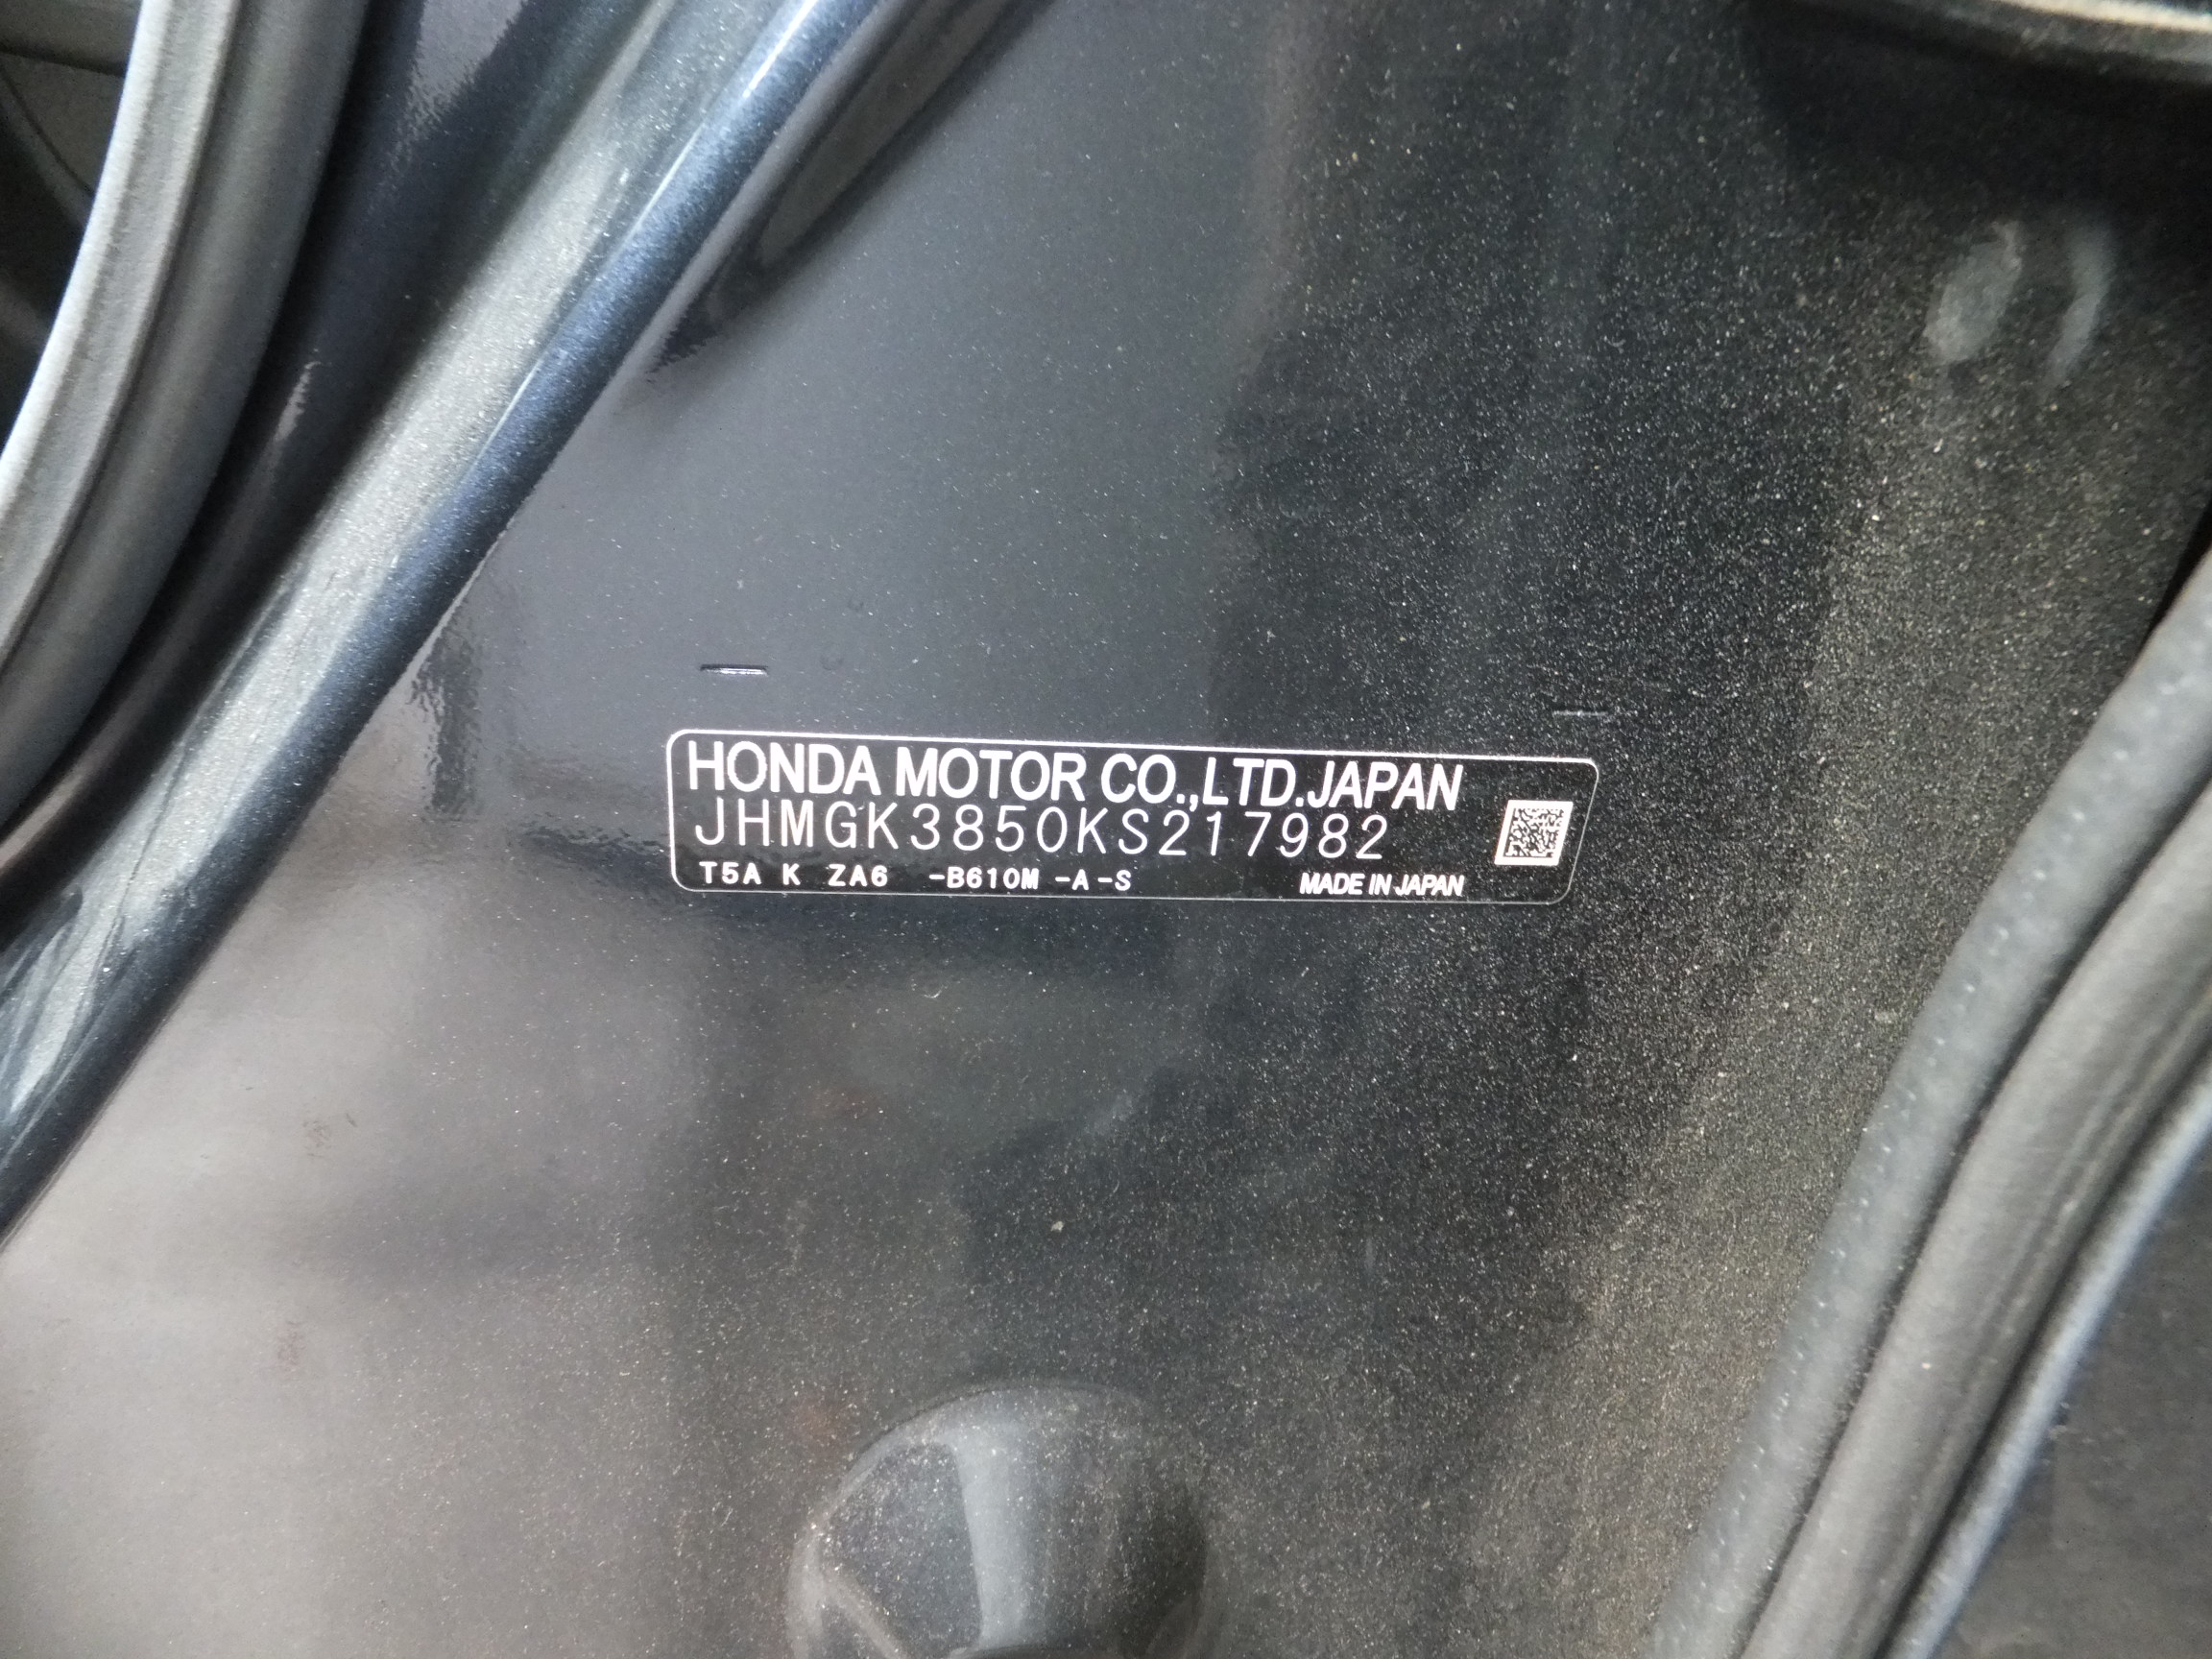 HONDA MOTOR CO.,LTD.JAPAN
JHMGK3850KS217982
T5A K ZA6 -B610M -A-S MADE IN JAPAN